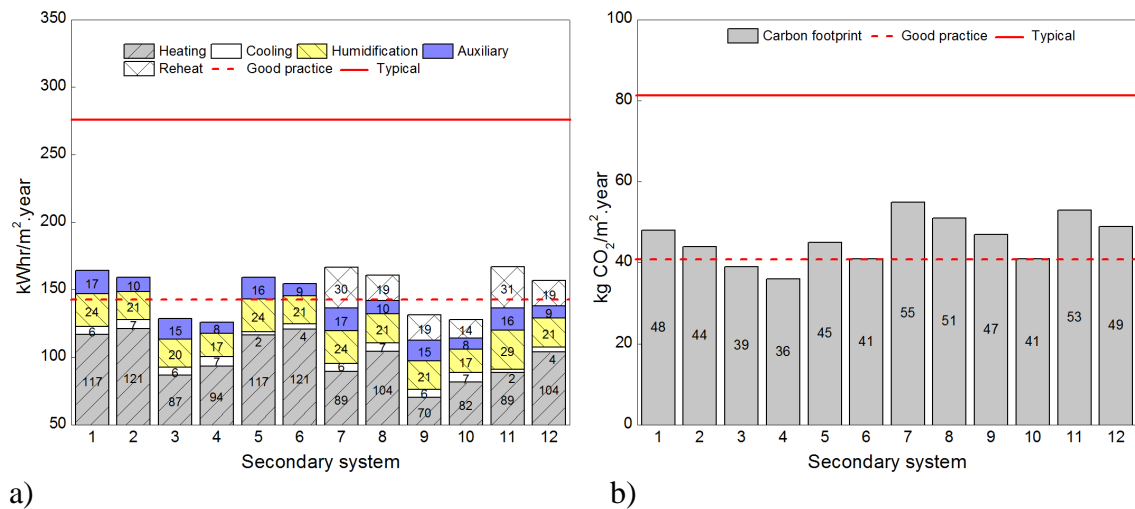 350
300
250
200
150
100
50
kWhr/m².year
Heating Cooling Humidification Auxiliary
Reheat Good practice Typical
17 10 15 8 16 9 30 19 19 14 31 19
24 21 20 17 24 21 17 10 15 8 16 9
6 7 6 7 2 4 24 21 21 17 29 21
117 121 87 94 117 121 6 7 6 7 2 4
89 104 70 82 89 104
1 2 3 4 5 6 7 8 9 10 11 12
Secondary system
a)
100
80
60
40
20
0
kg CO₂/m².year
Carbon footprint Good practice Typical
48 44 39 36 45 41 55 51 47 41 53 49
1 2 3 4 5 6 7 8 9 10 11 12
Secondary system
b)